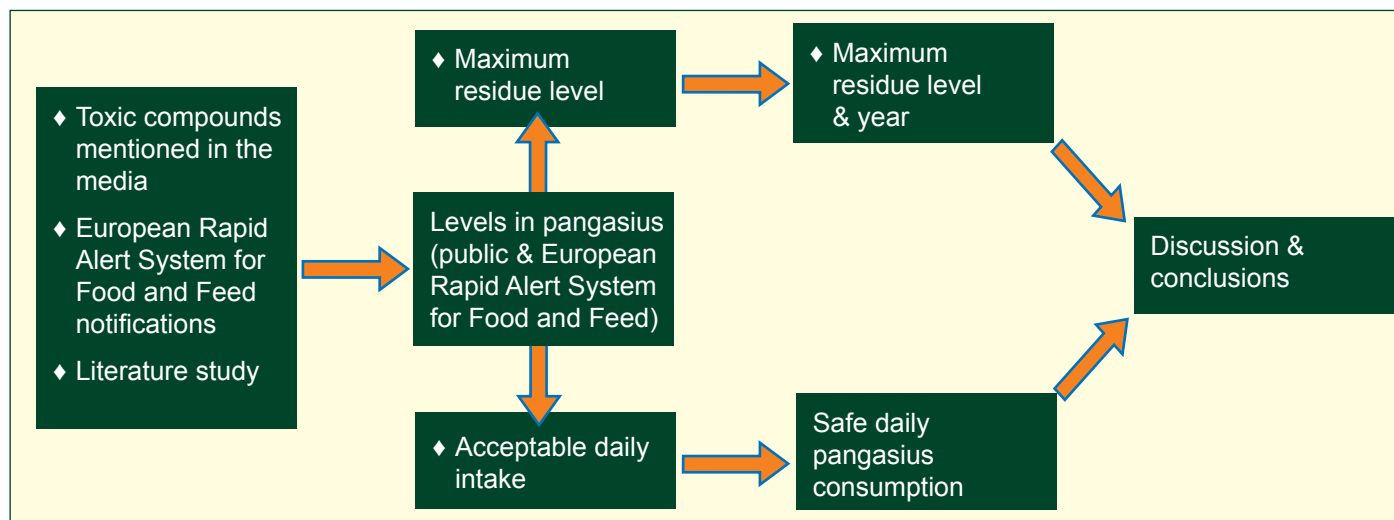 ♦ Toxic compounds
mentioned in the
media
♦ European Rapid
Alert System for
Food and Feed
notifications
♦ Literature study
♦ Maximum
residue level
Levels in pangasius
(public & European
Rapid Alert System
for Food and Feed)
♦ Acceptable daily
intake
♦ Maximum
residue level
& year
Safe daily
pangasius
consumption
Discussion &
conclusions